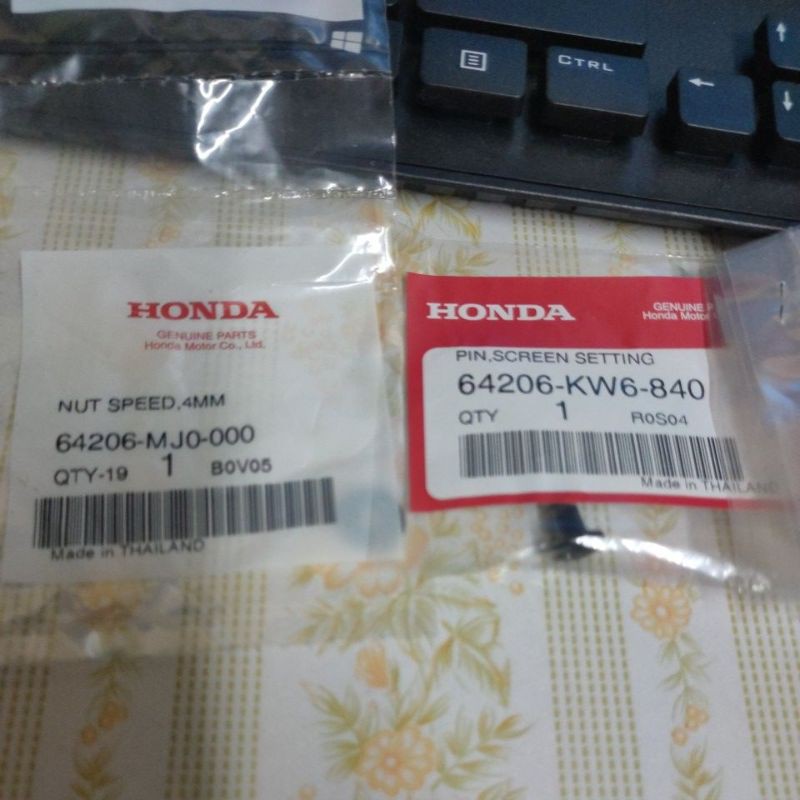 CTRL
HONDA
GENUINE PARTS
Honda Motor Co., Ltd.
NUT SPEED,4MM
64206-MJ0-000
QTY-19 1 B0V05
Made in THAILAND
HONDA
GENUINE P
Honda Motor
PIN,SCREEN SETTING
64206-KW6-840
QTY 1 R0S04
Made in THAILAND